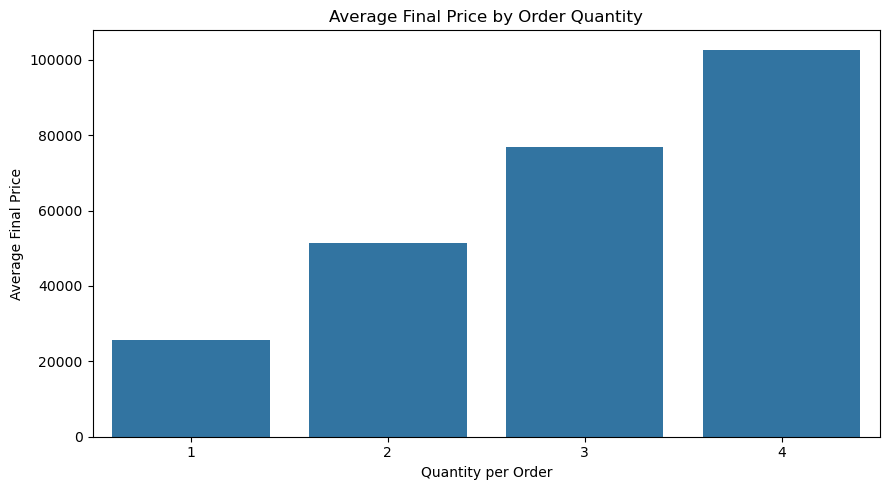 Average Final Price by Order Quantity
Average Final Price
100000
80000
60000
40000
20000
0
1 2 3 4
Quantity per Order